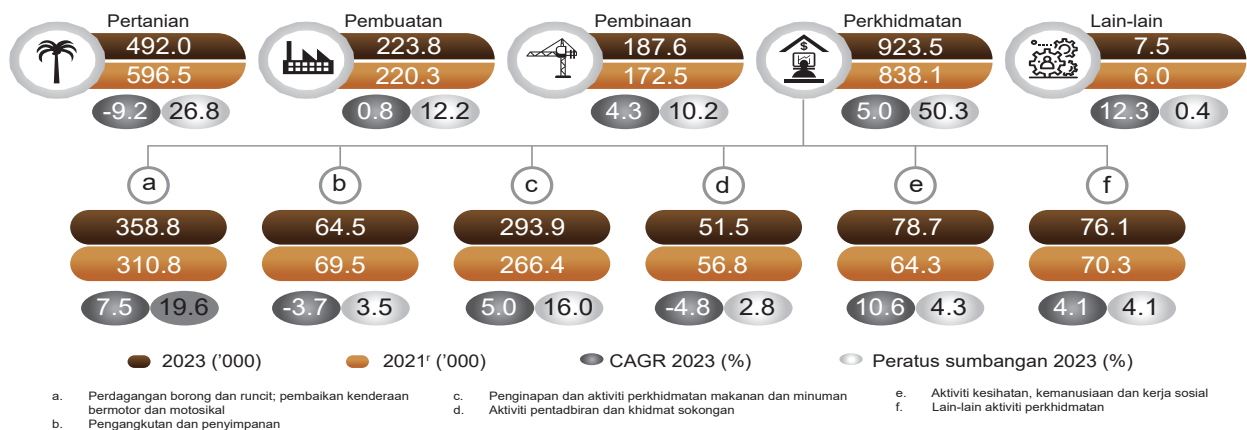 Pertanian Pembuatan Pembinaan Perkhidmatan Lain-lain
492.0 223.8 187.6 $ 923.5 7.5
596.5 220.3 172.5 838.1 6.0
-9.2 26.8 0.8 12.2 4.3 10.2 5.0 50.3 12.3 0.4
a b c d e f
358.8 64.5 293.9 51.5 78.7 76.1
310.8 69.5 266.4 56.8 64.3 70.3
7.5 19.6 -3.7 3.5 5.0 16.0 -4.8 2.8 10.6 4.3 4.1 4.1
2023 ('000) 2021ʳ ('000) CAGR 2023 (%) Peratus sumbangan 2023 (%)
a. Perdagangan borong dan runcit; pembaikan kenderaan
bermotor dan motosikal
b. Pengangkutan dan penyimpanan
c. Penginapan dan aktiviti perkhidmatan makanan dan minuman
d. Aktiviti pentadbiran dan khidmat sokongan
e. Aktiviti kesihatan, kemanusiaan dan kerja sosial
f. Lain-lain aktiviti perkhidmatan